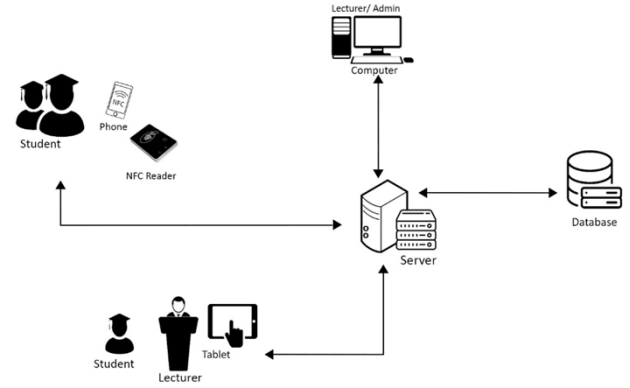 Lecturer/ Admin
Computer
NFC
Phone
Student
NFC Reader
Database
Server
Student
Tablet
Lecturer